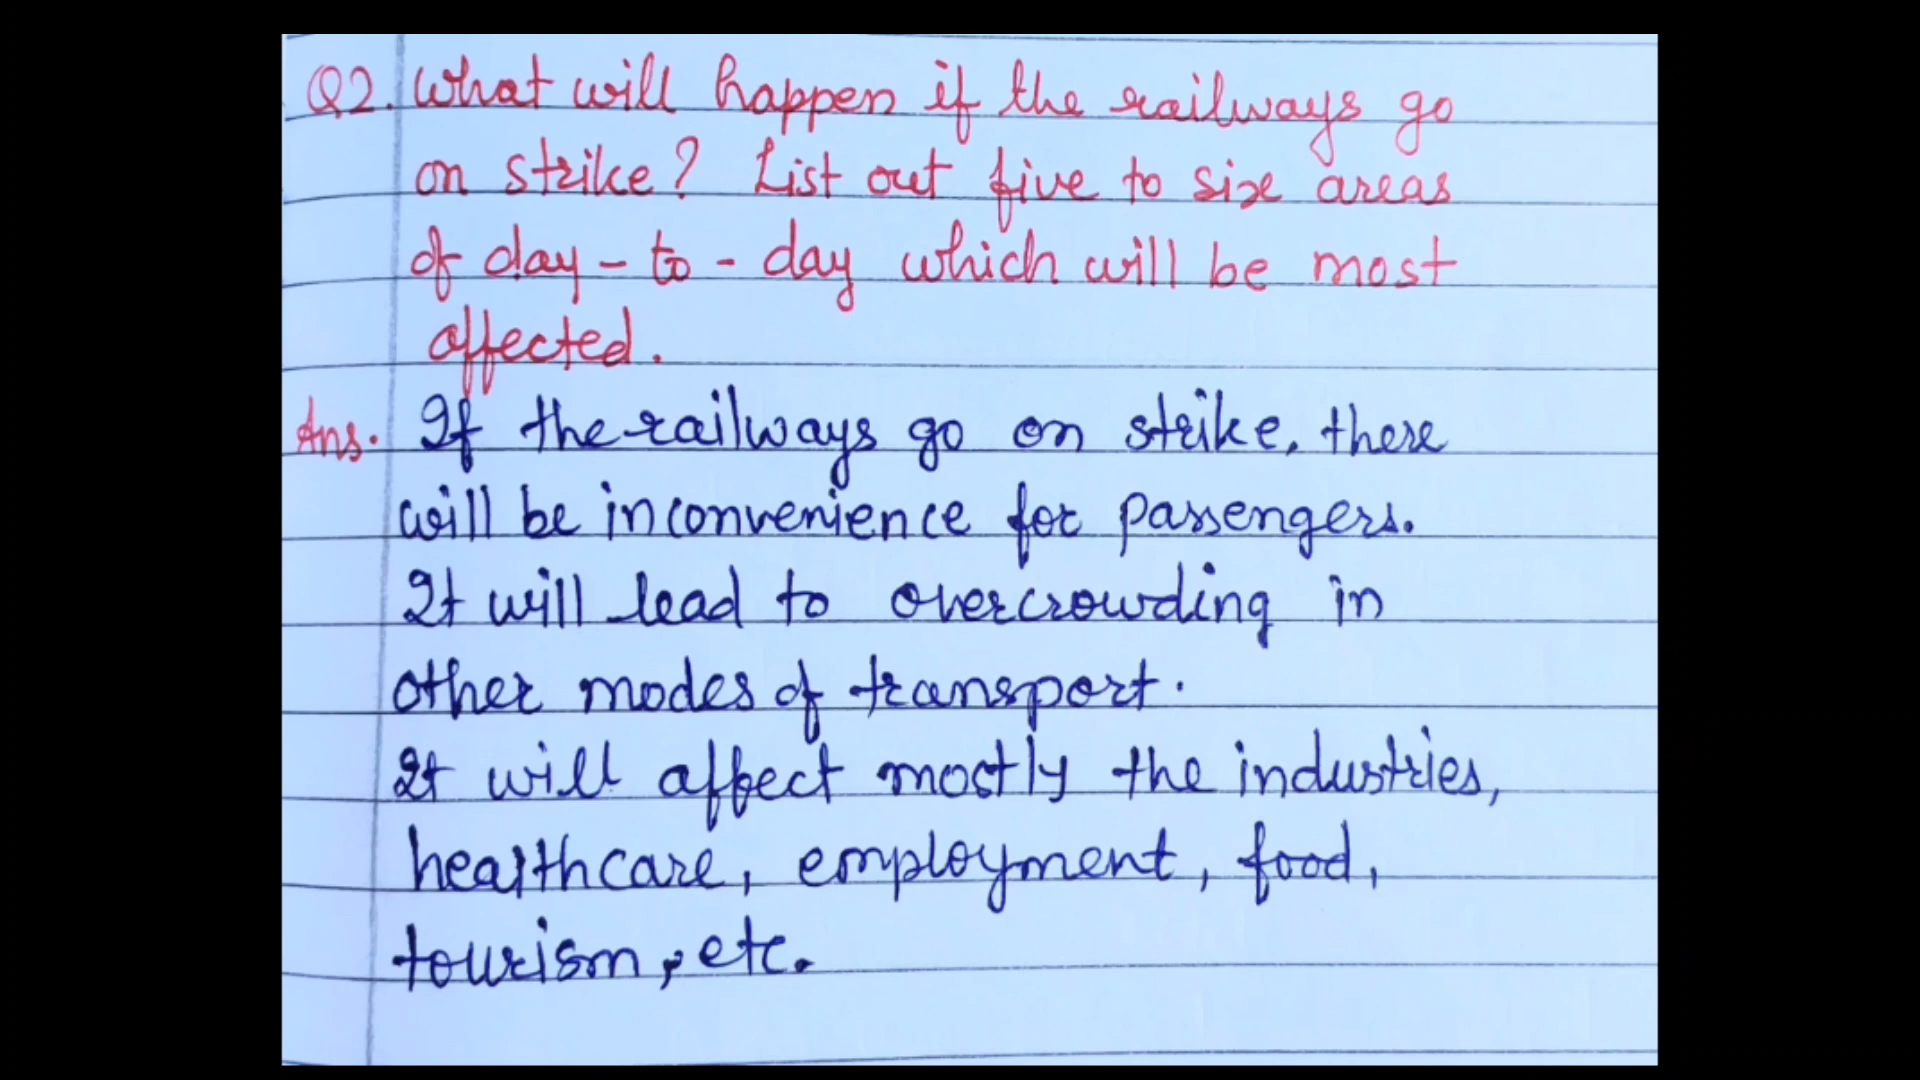 Q2. What will happen if the railways go
on strike? List out five to six areas
of day-to-day which will be most
affected.
Ans. If the railways go on strike, there
will be inconvenience for passengers.
It will lead to overcrowding in
other modes of transport.
It will affect mostly the industries,
healthcare, employment, food,
tourism, etc.